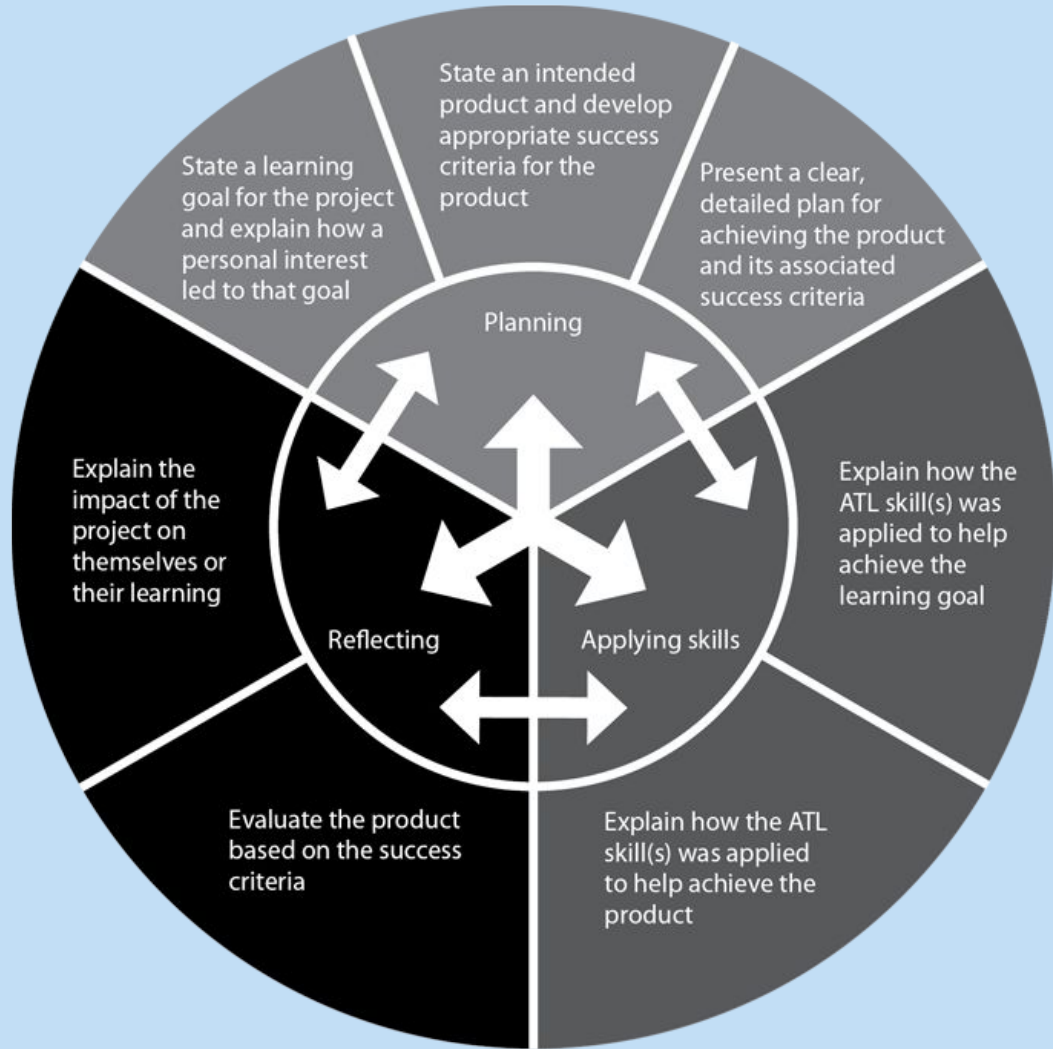 State an intended
product and develop
appropriate success
criteria for the
product
State a learning
goal for the project
and explain how a
personal interest
led to that goal
Present a clear,
detailed plan for
achieving the product
and its associated
success criteria
Planning
Explain the
impact of the
project on
themselves or
their learning
Explain how the
ATL skill(s) was
applied to help
achieve the
learning goal
Reflecting
Applying skills
Evaluate the product
based on the success
criteria
Explain how the ATL
skill(s) was applied
to help achieve the
product